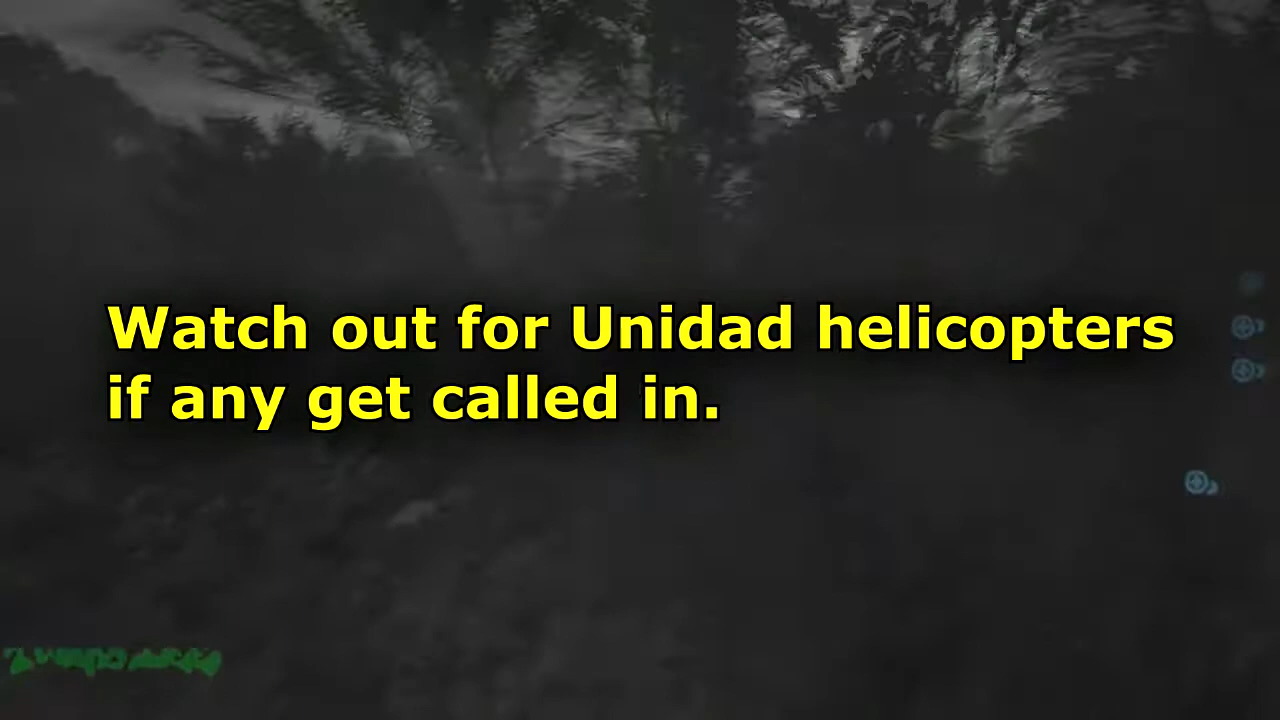 Watch out for Unidad helicopters
if any get called in.